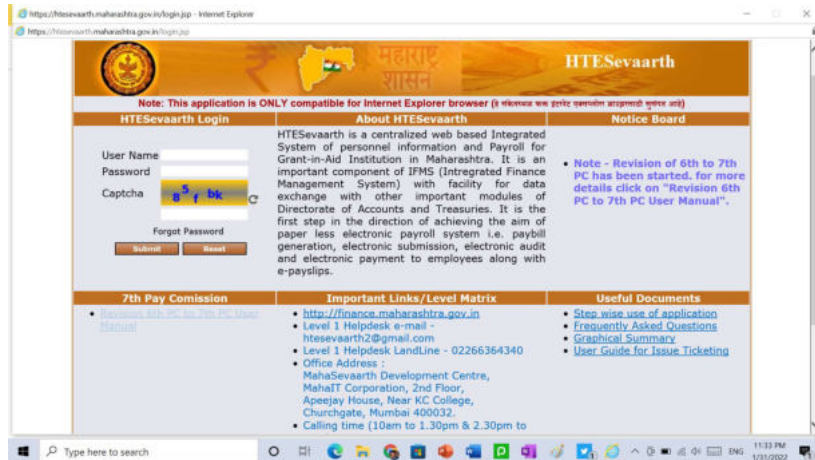 https://htesevaarth.maharashtra.gov.in/login.jsp - Internet Explorer
https://htesevaarth.maharashtra.gov.in/login.jsp
महाराष्ट्र
शासन
HTESevaarth
Note: This application is ONLY compatible for Internet Explorer browser
HTESevaarth Login
User Name
Password
Captcha
8 5 f bk
Forgot Password
Submit
Reset
About HTESevaarth
HTESevaarth is a centralized web based Integrated
System of personnel information and Payroll for
Grant-in-Aid Institution in Maharashtra. It is an
important component of IFMS (Intregrated Finance
Management System) with facility for data
exchange with other important modules of
Directorate of Accounts and Treasuries. It is the
first step in the direction of achieving the aim of
paper less electronic payroll system i.e. paybill
generation, electronic submission, electronic audit
and electronic payment to employees along with
e-payslips.
Notice Board
Note - Revision of 6th to 7th
PC has been started. for more
details click on "Revision 6th
PC to 7th PC User Manual".
7th Pay Comission
Revision 6th PC to 7th PC User
Manual
Important Links/Level Matrix
http://finance.maharashtra.gov.in
Level 1 Helpdesk e-mail -
htesevaarth2@gmail.com
Level 1 Helpdesk LandLine - 02266364340
Office Address :
MahaSevaarth Development Centre,
MahaIT Corporation, 2nd Floor,
Apeejay House, Near KC College,
Churchgate, Mumbai 400032.
Calling time (10am to 1.30pm & 2.30pm to
Useful Documents
Step wise use of application
Frequently Asked Questions
Graphical Summary
User Guide for Issue Ticketing
Type here to search
ENG
11:33 PM
1/31/2022